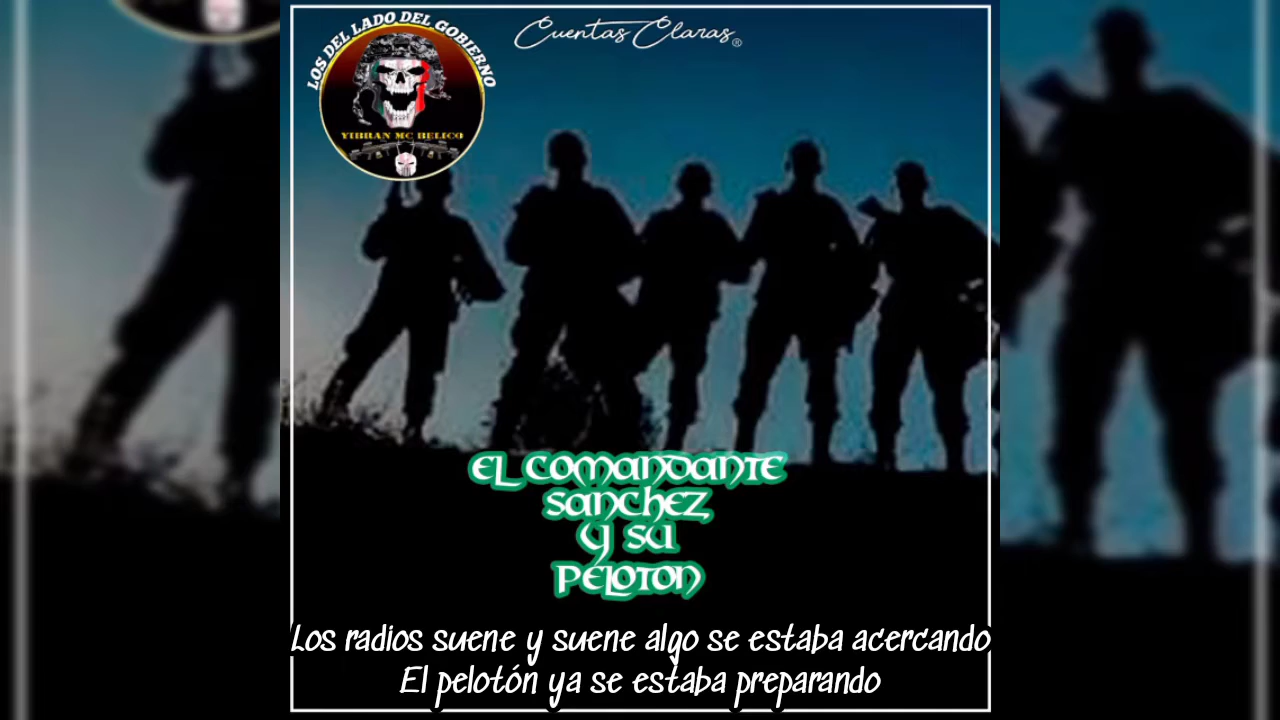 LOS DEL LADO DEL GOBIERNO
YIBRAN MC BELICO
Cuentas Claras®
EL COMANDANTE
SANCHEZ
Y SU
PELOTON
Los radios suene y suene algo se estaba acercando
El pelotón ya se estaba preparando